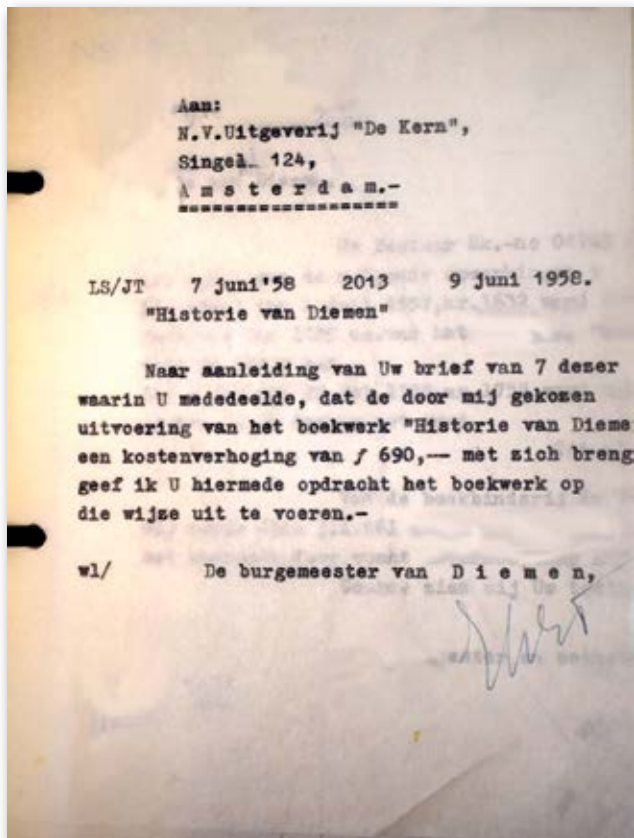 Aan:
N.V.Uitgeverij "De Kern",
Singel 124,
A m s t e r d a m.-
LS/JT 7 juni'58 2013 9 juni 1958.
"Historie van Diemen"
Naar aanleiding van Uw brief van 7 dezer
waarin U mededeelde, dat de door mij gekozen
uitvoering van het boekwerk "Historie van Dieme
een kostenverhoging van ƒ 690,-- met zich breng
geef ik U hiermede opdracht het boekwerk op
die wijze uit te voeren.-
wl/ De burgemeester van D i e m e n,